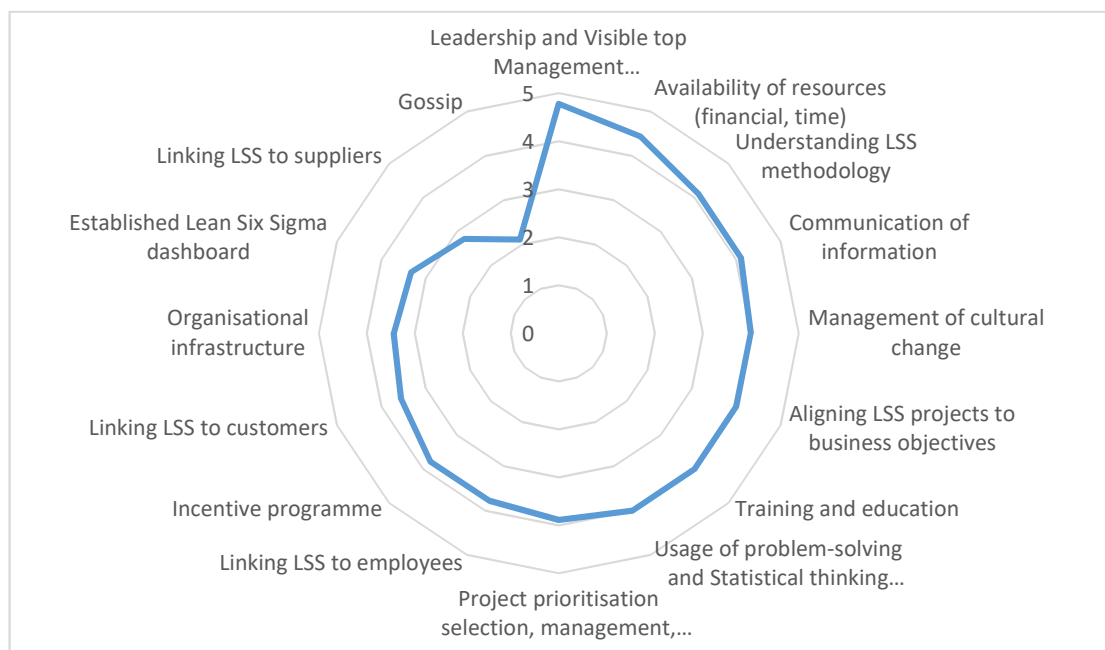 Leadership and Visible top
Management...
Availability of resources
(financial, time)
Understanding LSS
methodology
Communication of
information
Management of cultural
change
Aligning LSS projects to
business objectives
Training and education
Usage of problem-solving
and Statistical thinking...
Project prioritisation
selection, management,...
Linking LSS to employees
Incentive programme
Linking LSS to customers
Organisational
infrastructure
Established Lean Six Sigma
dashboard
Linking LSS to suppliers
Gossip
5
4
3
2
1
0